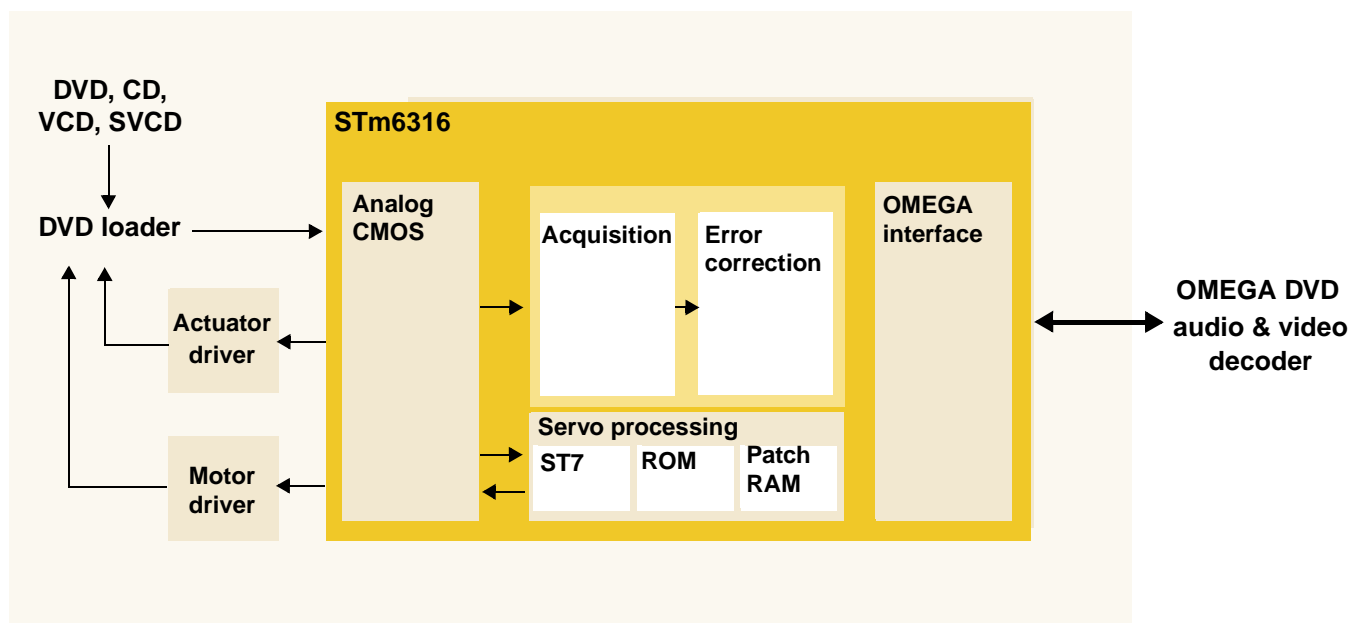 DVD, CD,
VCD, SVCD
DVD loader
Actuator
driver
Motor
driver
STm6316
Analog
CMOS
Acquisition
Error
correction
Servo processing
ST7
ROM
Patch
RAM
OMEGA
interface
OMEGA DVD
audio & video
decoder